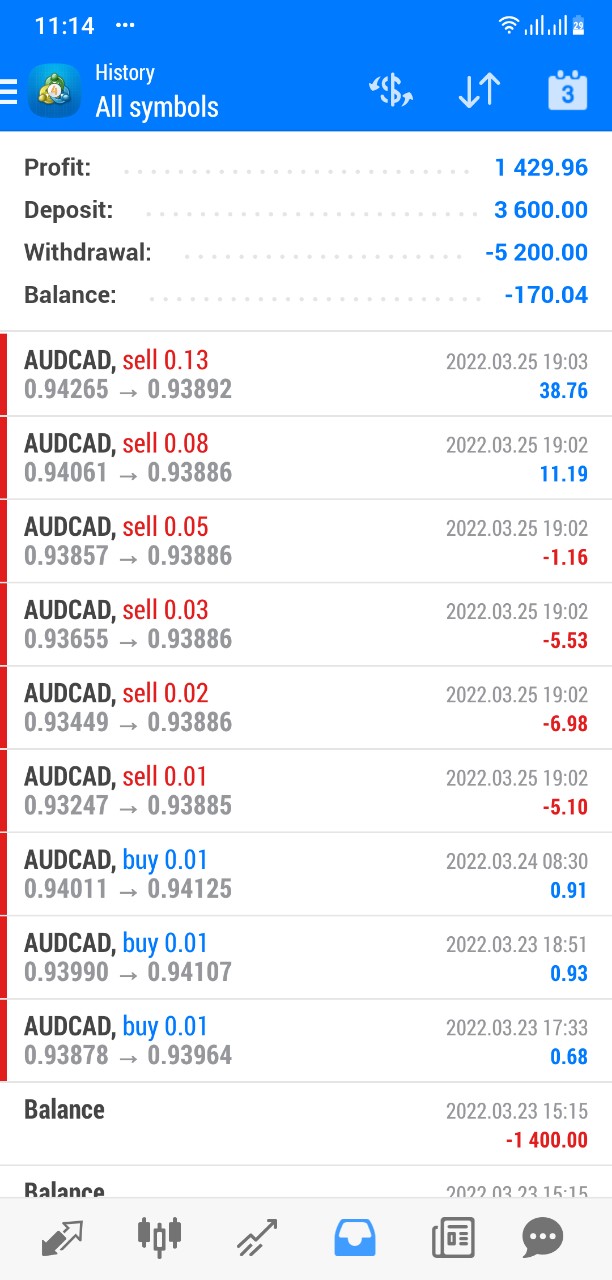 11:14 ... 29
History
All symbols
3
Profit: 1 429.96
Deposit: 3 600.00
Withdrawal: -5 200.00
Balance: -170.04
AUDCAD, sell 0.13 2022.03.25 19:03
0.94265 → 0.93892 38.76
AUDCAD, sell 0.08 2022.03.25 19:02
0.94061 → 0.93886 11.19
AUDCAD, sell 0.05 2022.03.25 19:02
0.93857 → 0.93886 -1.16
AUDCAD, sell 0.03 2022.03.25 19:02
0.93655 → 0.93886 -5.53
AUDCAD, sell 0.02 2022.03.25 19:02
0.93449 → 0.93886 -6.98
AUDCAD, sell 0.01 2022.03.25 19:02
0.93247 → 0.93885 -5.10
AUDCAD, buy 0.01 2022.03.24 08:30
0.94011 → 0.94125 0.91
AUDCAD, buy 0.01 2022.03.23 18:51
0.93990 → 0.94107 0.93
AUDCAD, buy 0.01 2022.03.23 17:33
0.93878 → 0.93964 0.68
Balance 2022.03.23 15:15
-1 400.00
Balance 2022.03.23 15:15